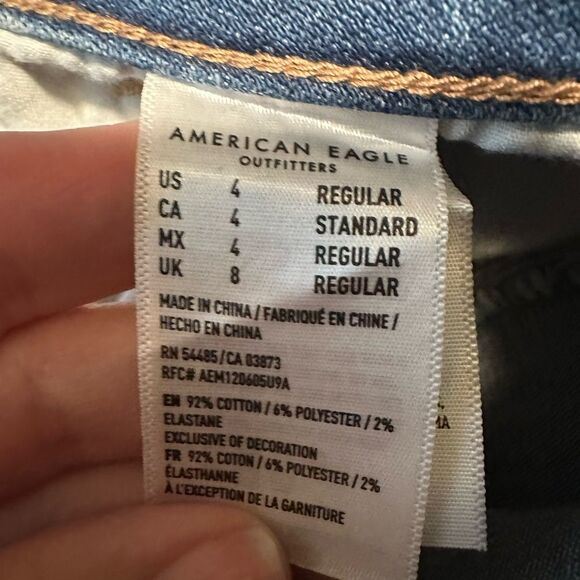 AMERICAN EAGLE
OUTFITTERS
US 4 REGULAR
CA 4 STANDARD
MX 4 REGULAR
UK 8 REGULAR
MADE IN CHINA / FABRIQUÉ EN CHINE /
HECHO EN CHINA
RN 54485 / CA 03873
RFC# AEM120605U9A
EN 92% COTTON / 6% POLYESTER / 2%
ELASTANE
EXCLUSIVE OF DECORATION
FR 92% COTON / 6% POLYESTER / 2%
ÉLASTHANNE
À L'EXCEPTION DE LA GARNITURE